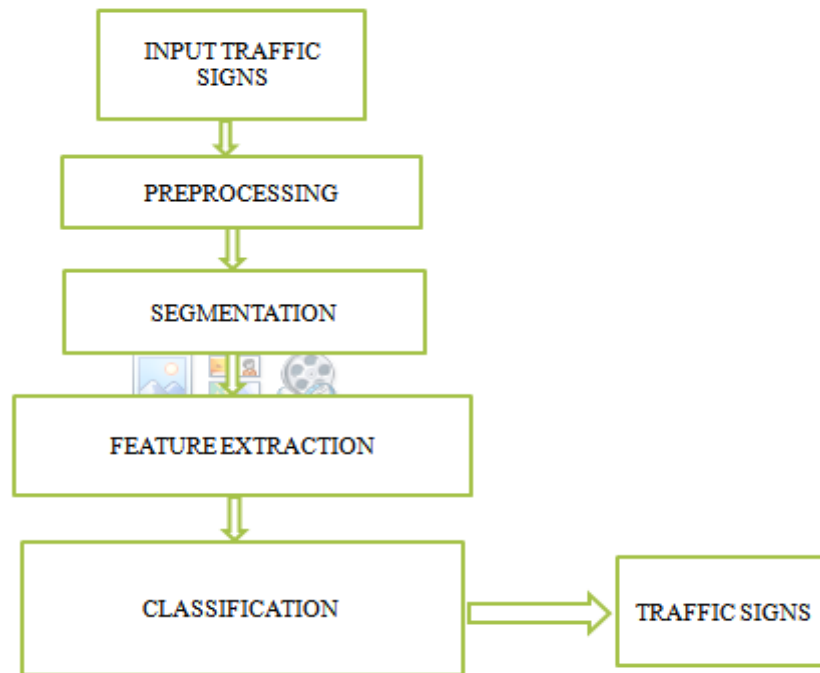 INPUT TRAFFIC
SIGNS
PREPROCESSING
SEGMENTATION
FEATURE EXTRACTION
CLASSIFICATION
TRAFFIC SIGNS